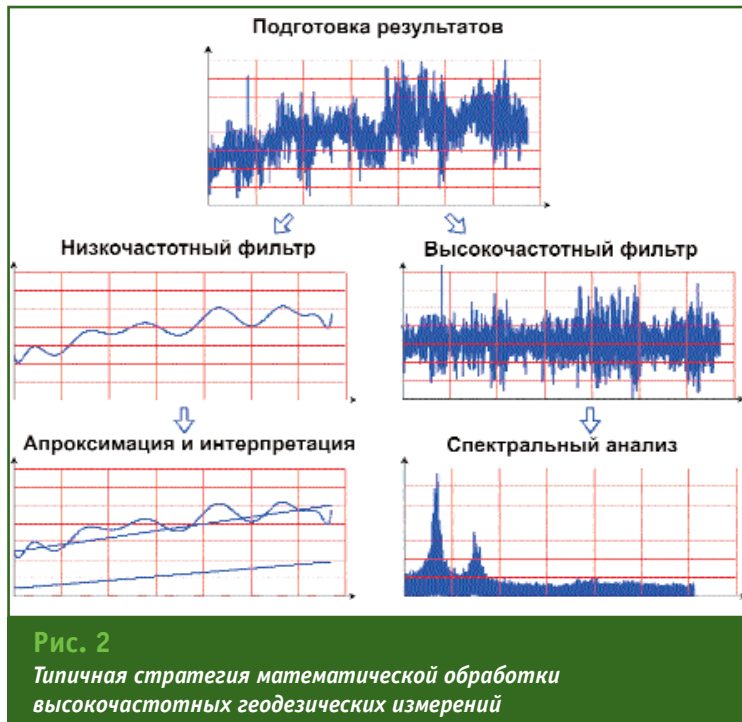 Подготовка результатов
Низкочастотный фильтр
Высокочастотный фильтр
Апроксимация и интерпретация
Спектральный анализ
Рис. 2
Типичная стратегия математической обработки
высокочастотных геодезических измерений